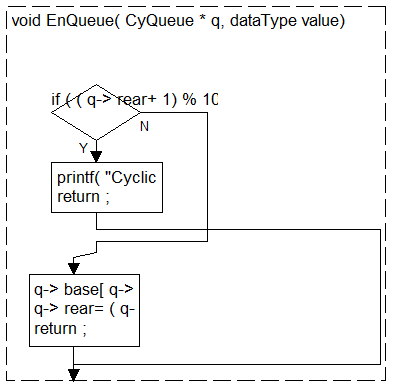 void EnQueue( CyQueue * q, dataType value)
if ( ( q-> rear+ 1) % 10
N
Y
printf( "Cyclic
return ;
q-> base[ q->
q-> rear= ( q-
return ;